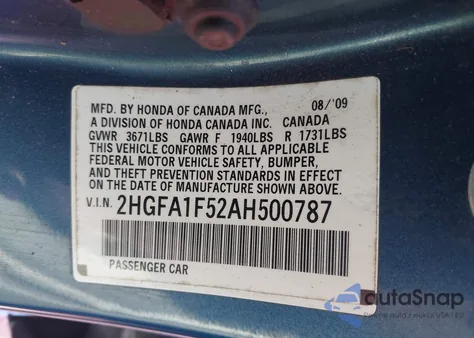 MFD. BY HONDA OF CANADA MFG., 08/'09
A DIVISION OF HONDA CANADA INC. CANADA
GVWR 3671LBS GAWR F 1940LBS R 1731LBS
THIS VEHICLE CONFORMS TO ALL APPLICABLE
FEDERAL MOTOR VEHICLE SAFETY, BUMPER,
AND THEFT PREVENTION STANDARDS IN EFFECT
ON THE DATE OF MANUFACTURE SHOWN ABOVE.
V.I.N. 2HGFA1F52AH500787
PASSENGER CAR
autaSnap